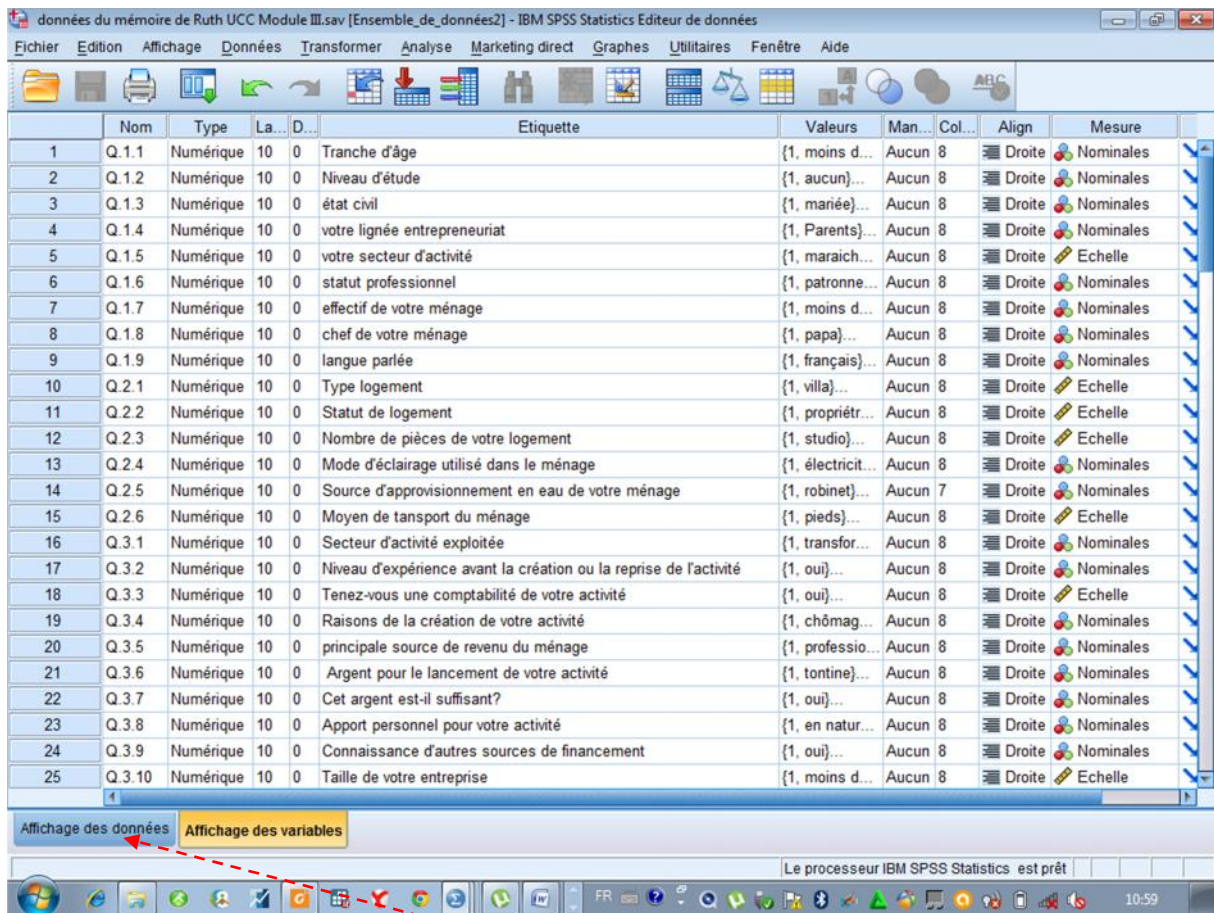 données du mémoire de Ruth UCC Module III.sav [Ensemble_de_données2] - IBM SPSS Statistics Editeur de données
Fichier Edition Affichage Données Transformer Analyse Marketing direct Graphes Utilitaires Fenêtre Aide
Nom Type La... D... Etiquette Valeurs Man... Col... Align Mesure
1 Q.1.1 Numérique 10 0 Tranche d'âge {1, moins d... Aucun 8 Droite Nominales
2 Q.1.2 Numérique 10 0 Niveau d'étude {1, aucun}... Aucun 8 Droite Nominales
3 Q.1.3 Numérique 10 0 état civil {1, mariée}... Aucun 8 Droite Nominales
4 Q.1.4 Numérique 10 0 votre lignée entrepreneuriat {1, Parents}... Aucun 8 Droite Nominales
5 Q.1.5 Numérique 10 0 votre secteur d'activité {1, maraich... Aucun 8 Droite Echelle
6 Q.1.6 Numérique 10 0 statut professionnel {1, patronne... Aucun 8 Droite Nominales
7 Q.1.7 Numérique 10 0 effectif de votre ménage {1, moins d... Aucun 8 Droite Nominales
8 Q.1.8 Numérique 10 0 chef de votre ménage {1, papa}... Aucun 8 Droite Nominales
9 Q.1.9 Numérique 10 0 langue parlée {1, français}... Aucun 8 Droite Nominales
10 Q.2.1 Numérique 10 0 Type logement {1, villa}... Aucun 8 Droite Echelle
11 Q.2.2 Numérique 10 0 Statut de logement {1, propriétr... Aucun 8 Droite Echelle
12 Q.2.3 Numérique 10 0 Nombre de pièces de votre logement {1, studio}... Aucun 8 Droite Echelle
13 Q.2.4 Numérique 10 0 Mode d'éclairage utilisé dans le ménage {1, électricit... Aucun 8 Droite Nominales
14 Q.2.5 Numérique 10 0 Source d'approvisionnement en eau de votre ménage {1, robinet}... Aucun 7 Droite Nominales
15 Q.2.6 Numérique 10 0 Moyen de tansport du ménage {1, pieds}... Aucun 8 Droite Echelle
16 Q.3.1 Numérique 10 0 Secteur d'activité exploitée {1, transfor... Aucun 8 Droite Nominales
17 Q.3.2 Numérique 10 0 Niveau d'expérience avant la création ou la reprise de l'activité {1, oui}... Aucun 8 Droite Nominales
18 Q.3.3 Numérique 10 0 Tenez-vous une comptabilité de votre activité {1, oui}... Aucun 8 Droite Echelle
19 Q.3.4 Numérique 10 0 Raisons de la création de votre activité {1, chômag... Aucun 8 Droite Nominales
20 Q.3.5 Numérique 10 0 principale source de revenu du ménage {1, professio... Aucun 8 Droite Nominales
21 Q.3.6 Numérique 10 0 Argent pour le lancement de votre activité {1, tontine}... Aucun 8 Droite Nominales
22 Q.3.7 Numérique 10 0 Cet argent est-il suffisant? {1, oui}... Aucun 8 Droite Nominales
23 Q.3.8 Numérique 10 0 Apport personnel pour votre activité {1, en natur... Aucun 8 Droite Nominales
24 Q.3.9 Numérique 10 0 Connaissance d'autres sources de financement {1, oui}... Aucun 8 Droite Nominales
25 Q.3.10 Numérique 10 0 Taille de votre entreprise {1, moins d... Aucun 8 Droite Echelle
Affichage des données Affichage des variables
Le processeur IBM SPSS Statistics est prêt
FR 10:59